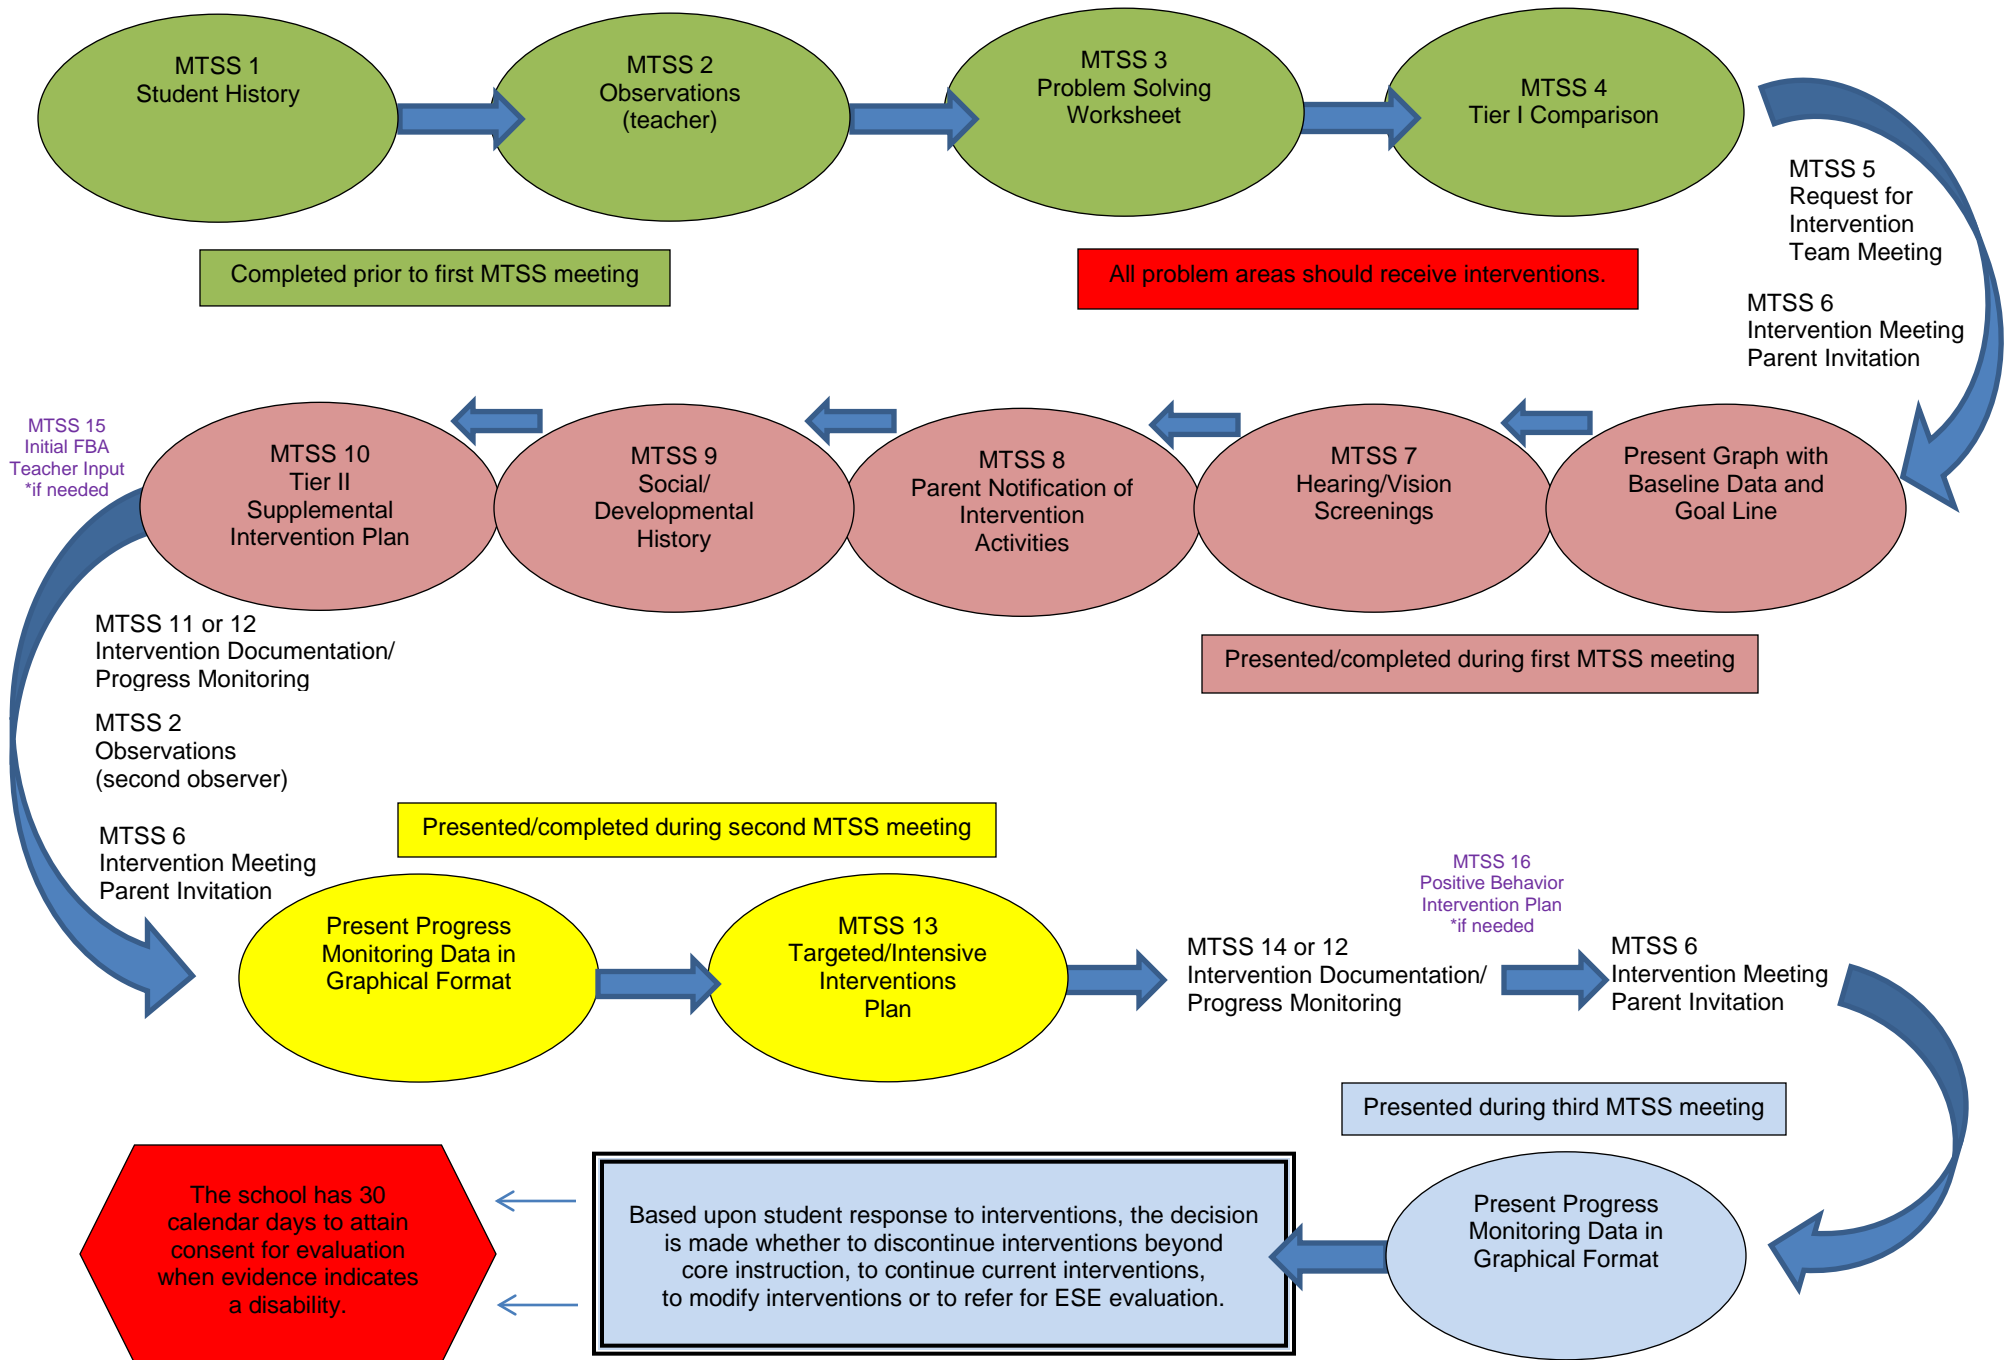 MTSS 1
Student History
MTSS 2
Observations
(teacher)
MTSS 3
Problem Solving
Worksheet
MTSS 4
Tier I Comparison
MTSS 5
Request for
Intervention
Team Meeting
Completed prior to first MTSS meeting
All problem areas should receive interventions.
MTSS 6
Intervention Meeting
Parent Invitation
Present Graph with
Baseline Data and
Goal Line
MTSS 7
Hearing/Vision
Screenings
MTSS 8
Parent Notification of
Intervention
Activities
MTSS 9
Social/
Developmental
History
MTSS 10
Tier II
Supplemental
Intervention Plan
MTSS 15
Initial FBA
Teacher Input
*if needed
Presented/completed during first MTSS meeting
MTSS 11 or 12
Intervention Documentation/
Progress Monitoring
MTSS 2
Observations
(second observer)
MTSS 6
Intervention Meeting
Parent Invitation
Presented/completed during second MTSS meeting
Present Progress
Monitoring Data in
Graphical Format
MTSS 13
Targeted/Intensive
Interventions
Plan
MTSS 14 or 12
Intervention Documentation/
Progress Monitoring
MTSS 16
Positive Behavior
Intervention Plan
*if needed
MTSS 6
Intervention Meeting
Parent Invitation
Presented during third MTSS meeting
Present Progress
Monitoring Data in
Graphical Format
Based upon student response to interventions, the decision
is made whether to discontinue interventions beyond
core instruction, to continue current interventions,
to modify interventions or to refer for ESE evaluation.
The school has 30
calendar days to attain
consent for evaluation
when evidence indicates
a disability.